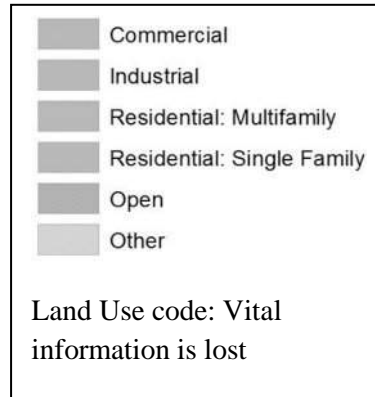 Commercial
Industrial
Residential: Multifamily
Residential: Single Family
Open
Other
Land Use code: Vital
information is lost